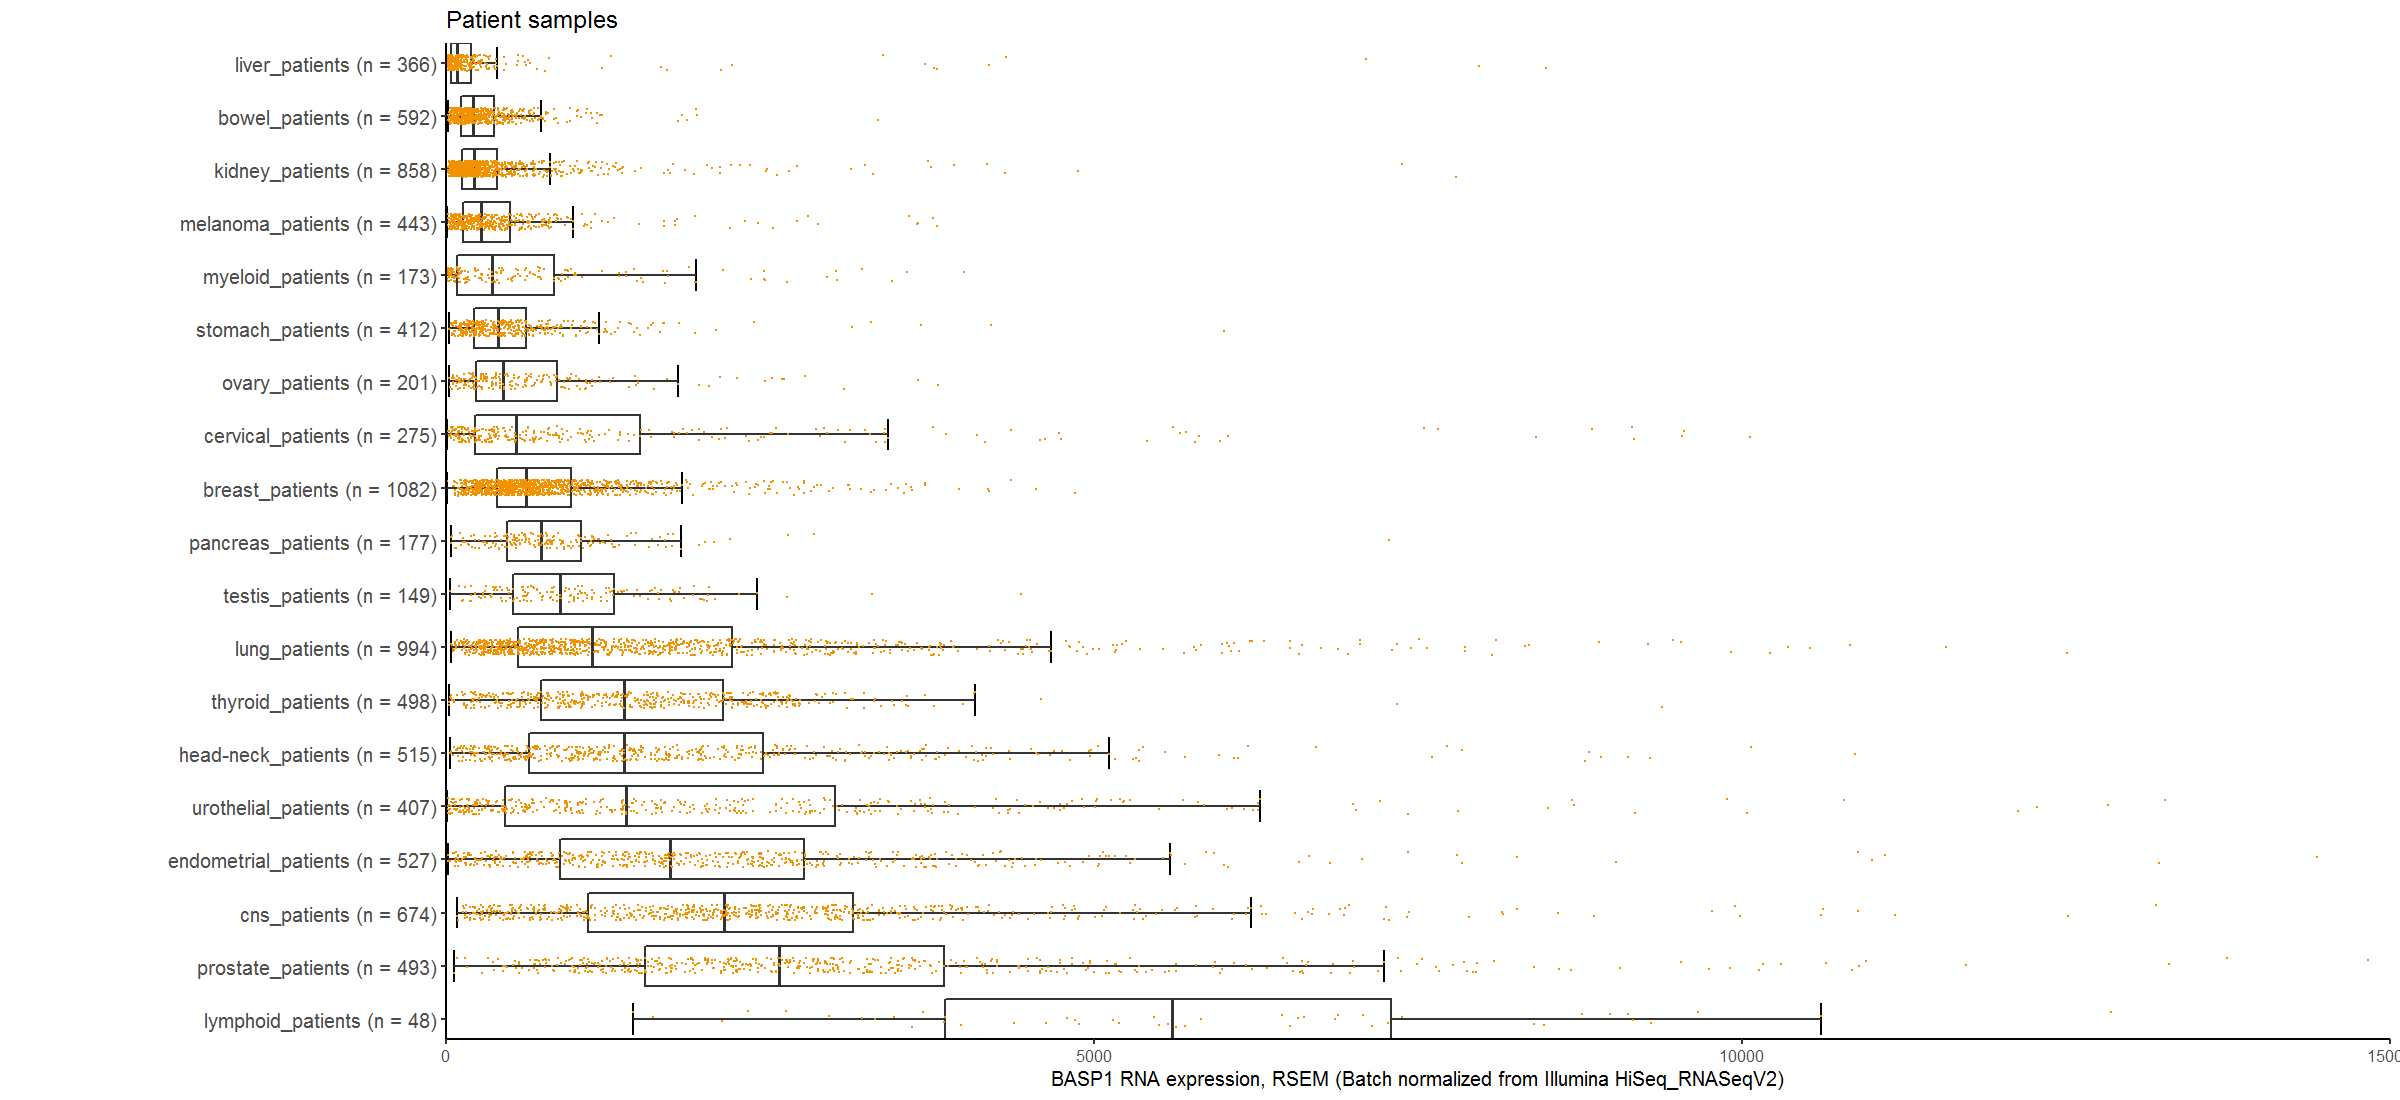 Patient samples
liver_patients (n = 366)
bowel_patients (n = 592)
kidney_patients (n = 858)
melanoma_patients (n = 443)
myeloid_patients (n = 173)
stomach_patients (n = 412)
ovary_patients (n = 201)
cervical_patients (n = 275)
breast_patients (n = 1082)
pancreas_patients (n = 177)
testis_patients (n = 149)
lung_patients (n = 994)
thyroid_patients (n = 498)
head-neck_patients (n = 515)
urothelial_patients (n = 407)
endometrial_patients (n = 527)
cns_patients (n = 674)
prostate_patients (n = 493)
lymphoid_patients (n = 48)
0 5000 10000 1500
BASP1 RNA expression, RSEM (Batch normalized from Illumina HiSeq_RNASeqV2)